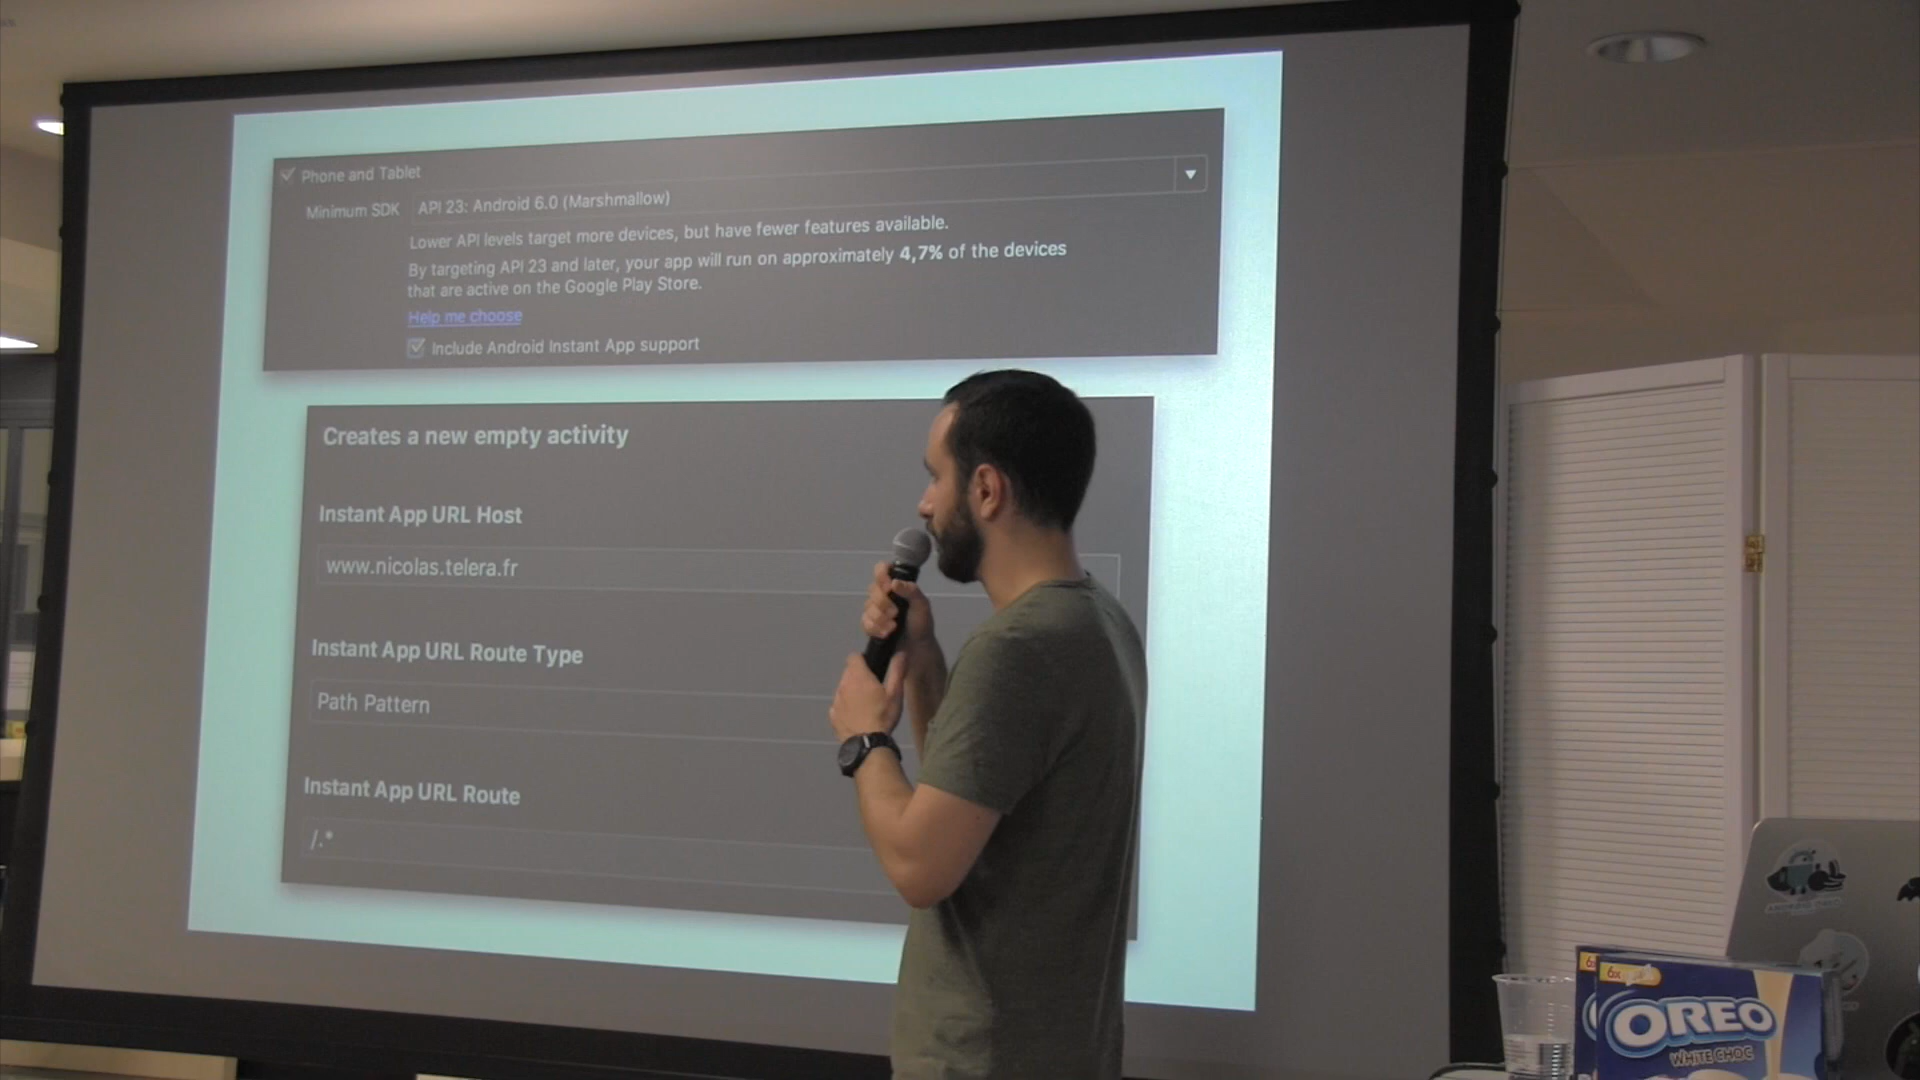 Phone and Tablet
Minimum SDK
API 23: Android 6.0 (Marshmallow)
Lower API levels target more devices, but have fewer features available.
By targeting API 23 and later, your app will run on approximately 4,7% of the devices
that are active on the Google Play Store.
Help me choose
Include Android Instant App support
Creates a new empty activity
Instant App URL Host
www.nicolas.telera.fr
Instant App URL Route Type
Path Pattern
Instant App URL Route
/.*
6x
OREO
WHITE CHOC